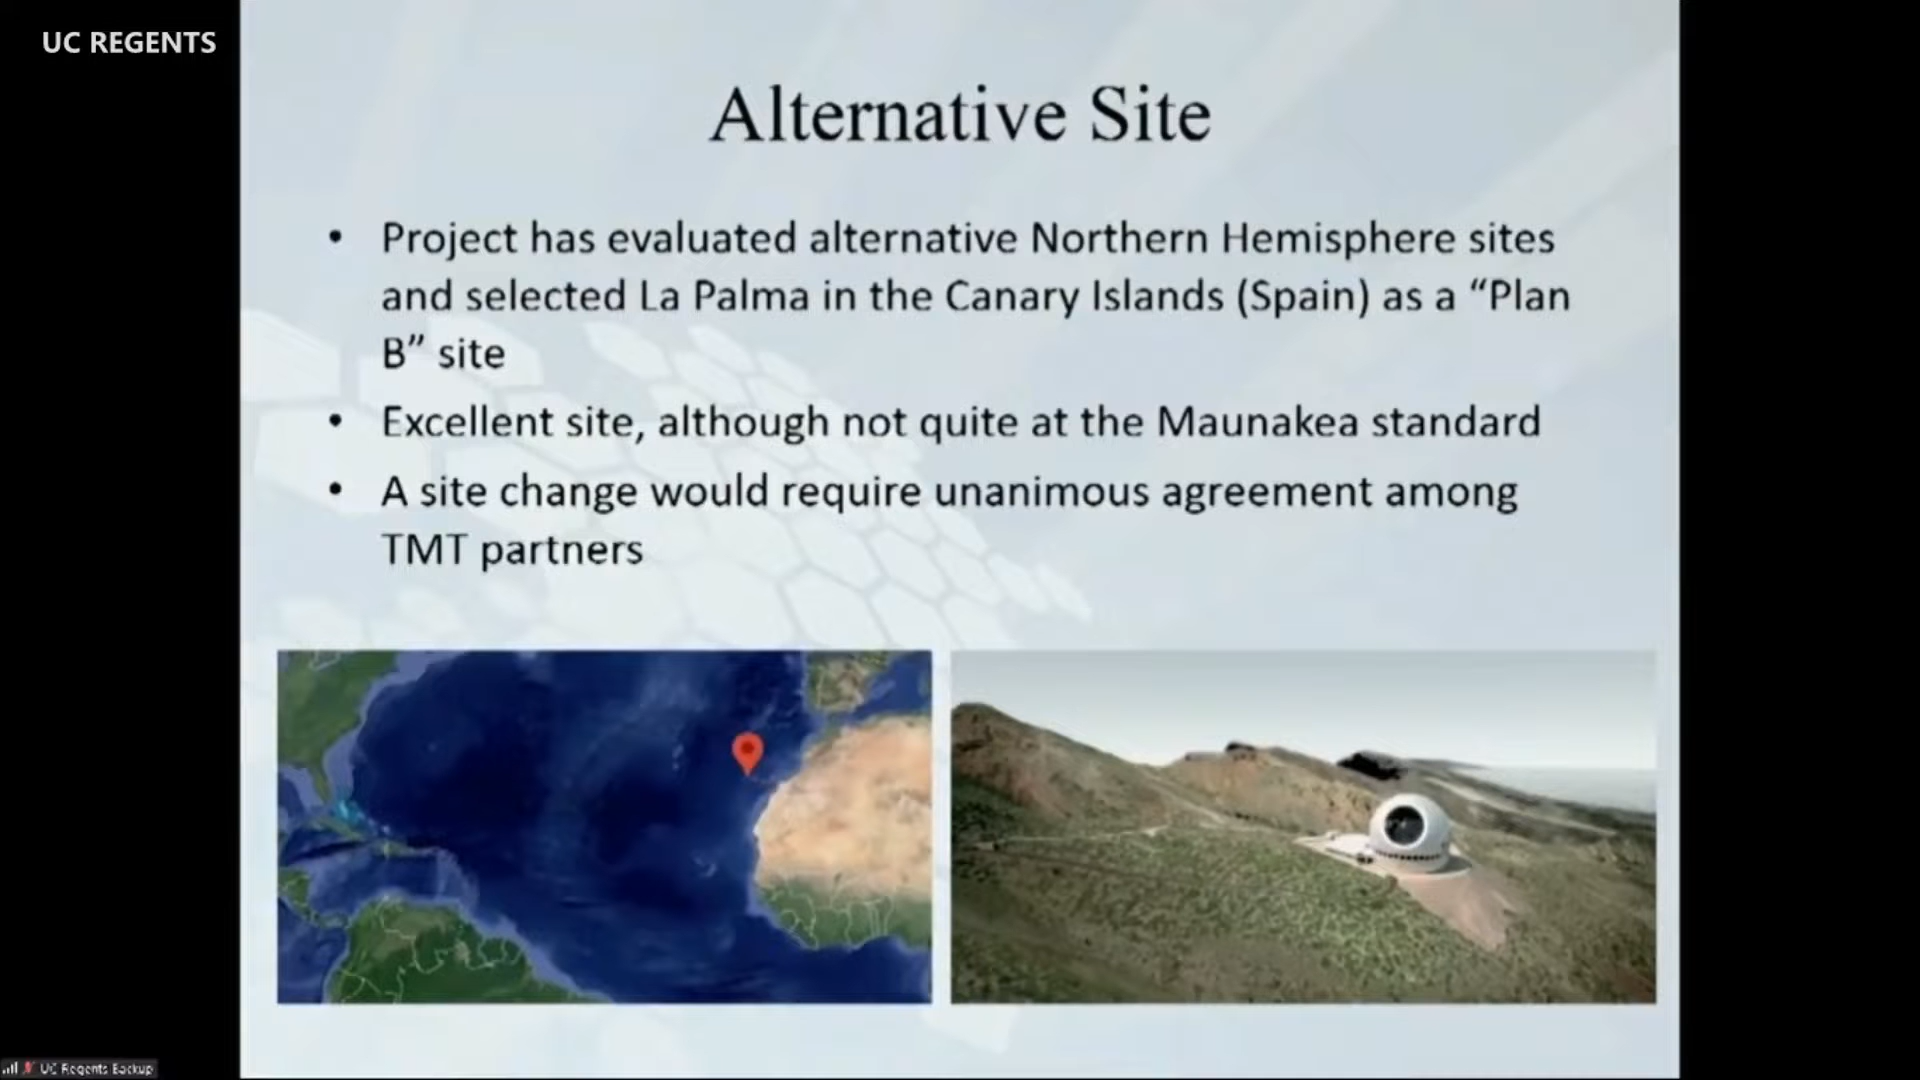 UC REGENTS
Alternative Site
• Project has evaluated alternative Northern Hemisphere sites
and selected La Palma in the Canary Islands (Spain) as a “Plan
B” site
• Excellent site, although not quite at the Maunakea standard
• A site change would require unanimous agreement among
TMT partners
UC Regents Backup